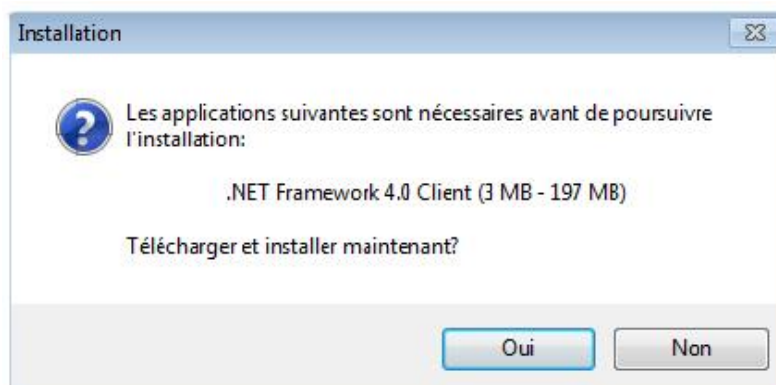 Installation
Les applications suivantes sont nécessaires avant de poursuivre
l'installation:
.NET Framework 4.0 Client (3 MB - 197 MB)
Télécharger et installer maintenant?
Oui
Non